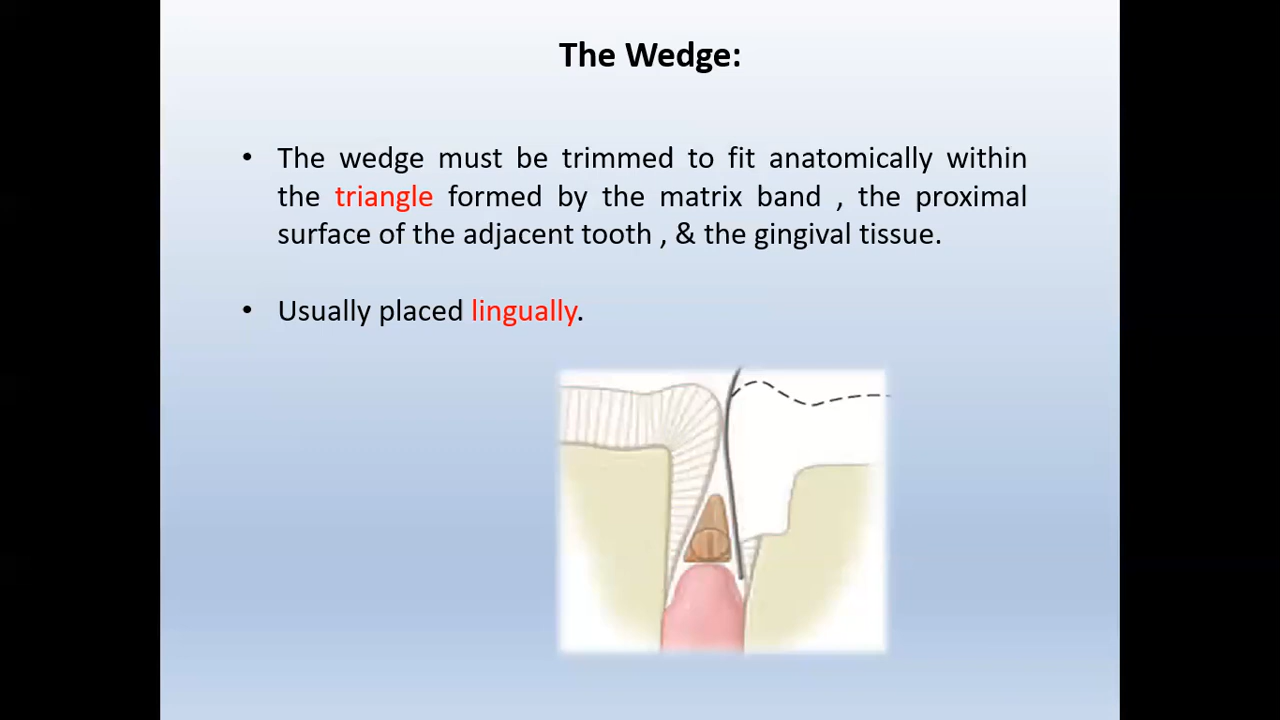 The Wedge:
• The wedge must be trimmed to fit anatomically within
the triangle formed by the matrix band , the proximal
surface of the adjacent tooth , & the gingival tissue.
• Usually placed lingually.